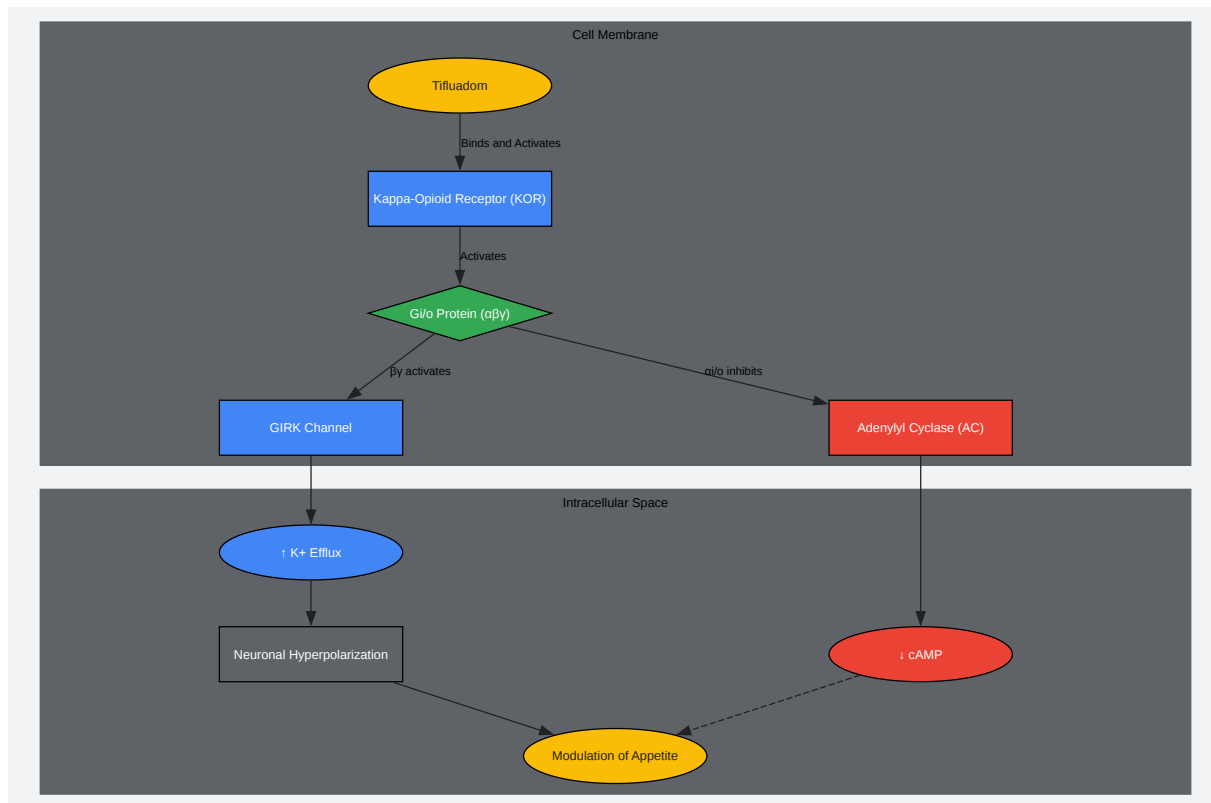 Cell Membrane
Tifluadom
Binds and Activates
Kappa-Opioid Receptor (KOR)
Activates
Gi/o Protein (αβγ)
βγ activates
αi/o inhibits
GIRK Channel
Adenylyl Cyclase (AC)
Intracellular Space
↑ K+ Efflux
Neuronal Hyperpolarization
↓ cAMP
Modulation of Appetite